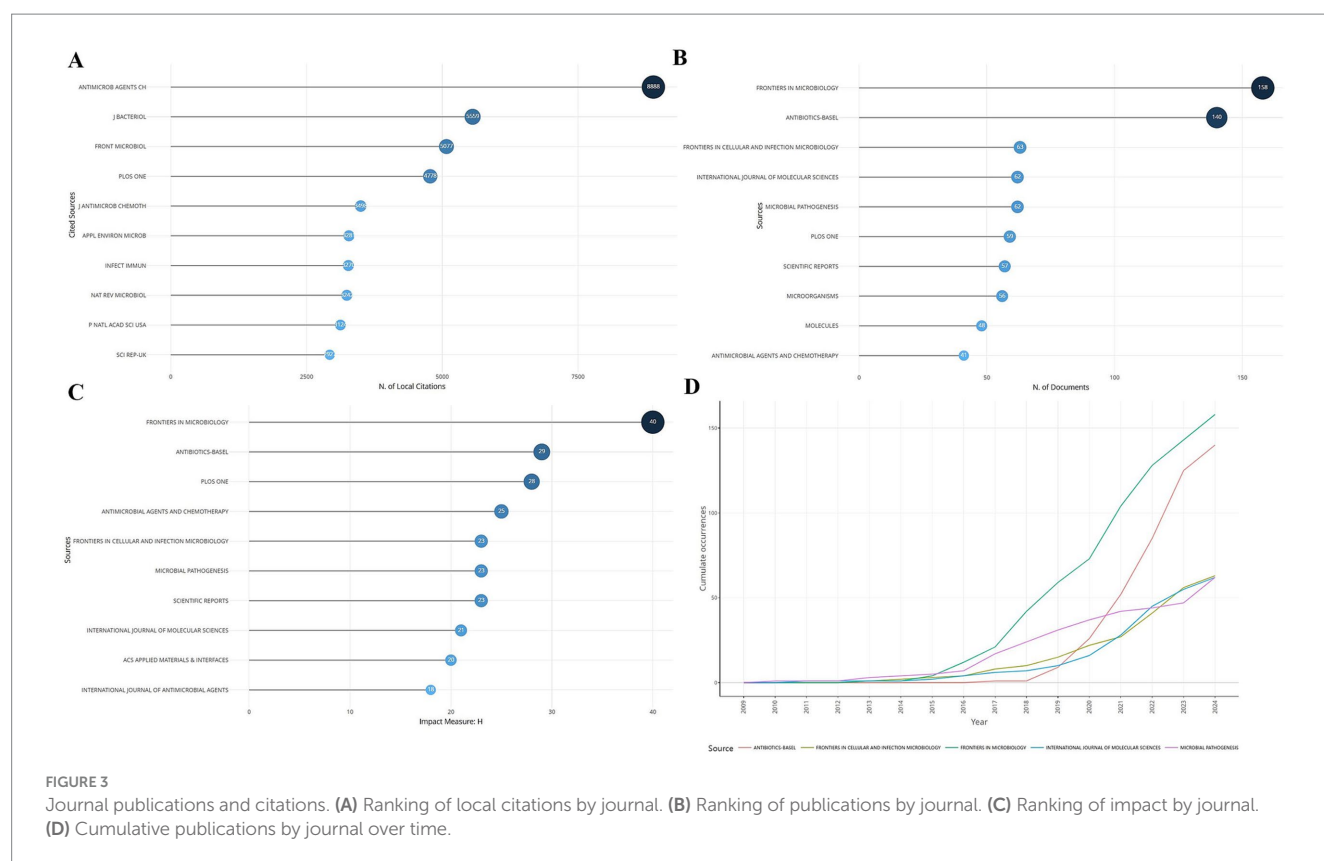 A
ANTIMICROB AGENTS CH
8888
J BACTERIOL
5559
FRONT MICROBIOL
5077
PLOS ONE
4778
J ANTIMICROB CHEMOTH
APPL ENVIRON MICROB
INFECT IMMUN
NAT REV MICROBIOL
P NATL ACAD SCI USA
SCI REP-UK
Cited Sources
0 2500 5000 7500
N. of Local Citations
B
FRONTIERS IN MICROBIOLOGY
158
ANTIBIOTICS-BASEL
140
FRONTIERS IN CELLULAR AND INFECTION MICROBIOLOGY
63
INTERNATIONAL JOURNAL OF MOLECULAR SCIENCES
62
MICROBIAL PATHOGENESIS
62
PLOS ONE
59
SCIENTIFIC REPORTS
57
MICROORGANISMS
56
MOLECULES
48
ANTIMICROBIAL AGENTS AND CHEMOTHERAPY
41
Sources
0 50 100 150
N. of Documents
C
FRONTIERS IN MICROBIOLOGY
40
ANTIBIOTICS-BASEL
29
PLOS ONE
28
ANTIMICROBIAL AGENTS AND CHEMOTHERAPY
25
FRONTIERS IN CELLULAR AND INFECTION MICROBIOLOGY
23
MICROBIAL PATHOGENESIS
23
SCIENTIFIC REPORTS
23
INTERNATIONAL JOURNAL OF MOLECULAR SCIENCES
21
ACS APPLIED MATERIALS & INTERFACES
20
INTERNATIONAL JOURNAL OF ANTIMICROBIAL AGENTS
18
Sources
0 10 20 30 40
Impact Measure: H
D
150
100
50
0
Cumulate occurrences
2009 2010 2011 2012 2013 2014 2015 2016 2017 2018 2019 2020 2021 2022 2023 2024
Year
Source ANTIBIOTICS-BASEL FRONTIERS IN CELLULAR AND INFECTION MICROBIOLOGY FRONTIERS IN MICROBIOLOGY INTERNATIONAL JOURNAL OF MOLECULAR SCIENCES MICROBIAL PATHOGENESIS
FIGURE 3
Journal publications and citations. (A) Ranking of local citations by journal. (B) Ranking of publications by journal. (C) Ranking of impact by journal.
(D) Cumulative publications by journal over time.